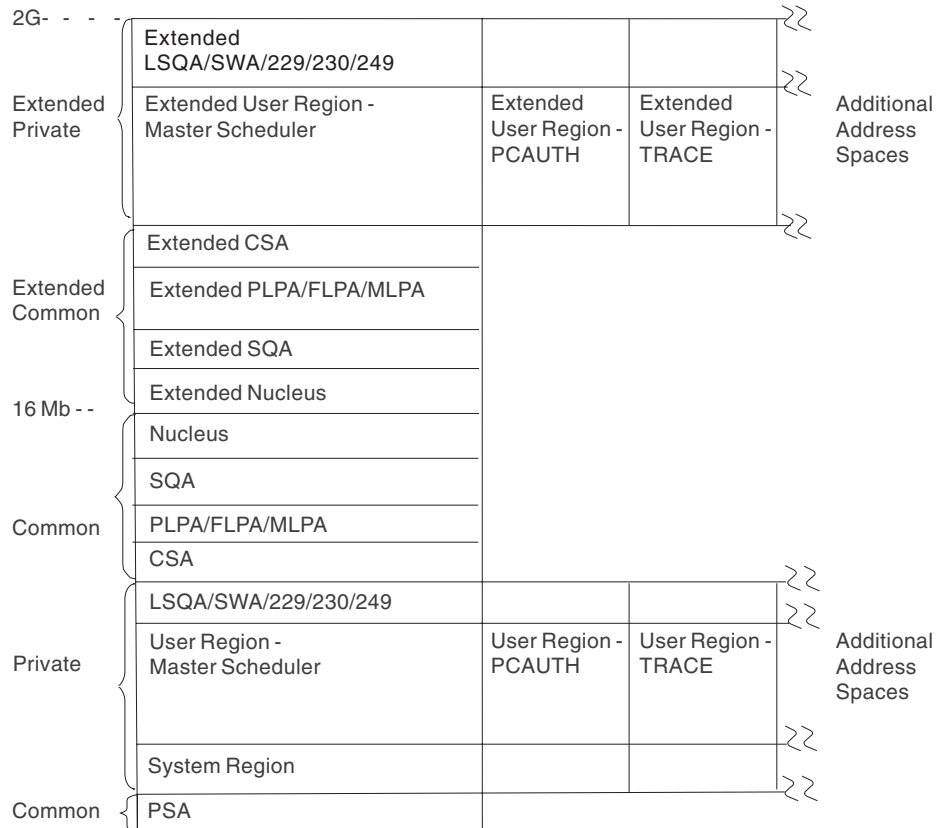 2G- - - -
Extended
LSQA/SWA/229/230/249
Extended
Private
Extended User Region -
Master Scheduler
Extended
User Region -
PCAUTH
Extended
User Region -
TRACE
Additional
Address
Spaces
Extended CSA
Extended
Common
Extended PLPA/FLPA/MLPA
Extended SQA
Extended Nucleus
16 Mb - -
Nucleus
SQA
Common
PLPA/FLPA/MLPA
CSA
LSQA/SWA/229/230/249
Private
User Region -
Master Scheduler
User Region -
PCAUTH
User Region -
TRACE
Additional
Address
Spaces
System Region
Common
PSA